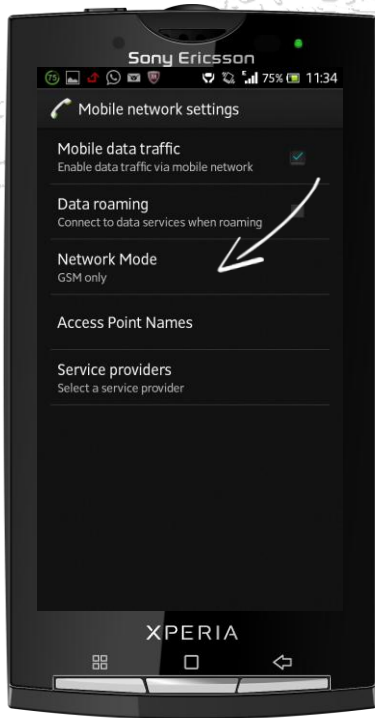 Sony Ericsson
75 75% 11:34
Mobile network settings
Mobile data traffic
Enable data traffic via mobile network
Data roaming
Connect to data services when roaming
Network Mode
GSM only
Access Point Names
Service providers
Select a service provider
XPERIA